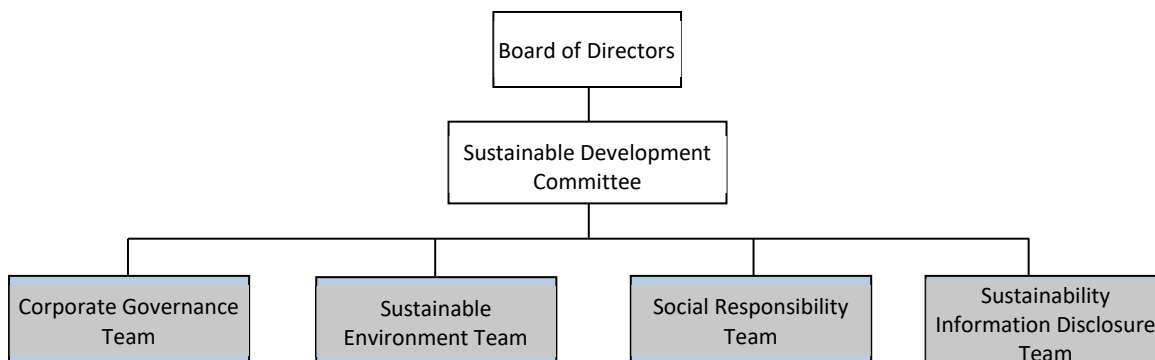 Board of Directors
Sustainable Development
Committee
Corporate Governance
Team
Sustainable
Environment Team
Social Responsibility
Team
Sustainability
Information Disclosure
Team